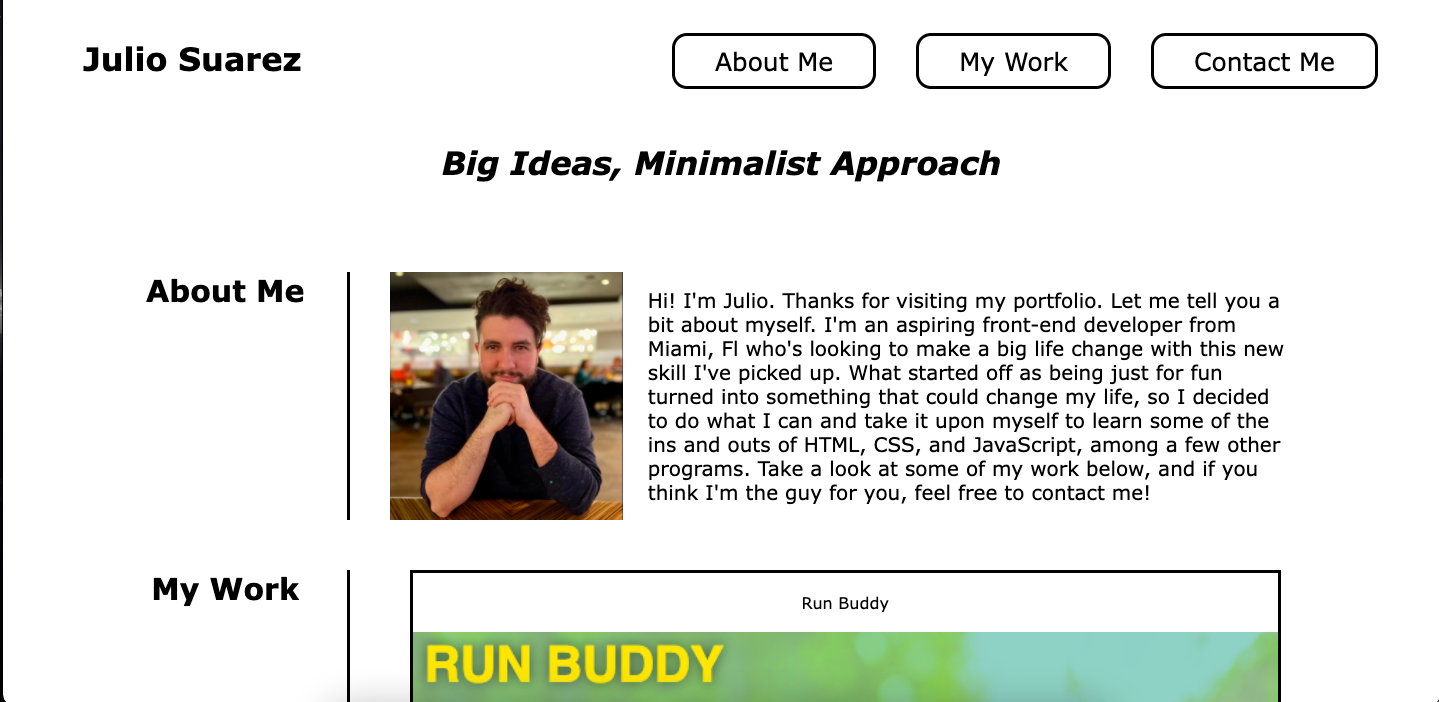 Julio Suarez
About Me
My Work
Contact Me
Big Ideas, Minimalist Approach
About Me
Hi! I'm Julio. Thanks for visiting my portfolio. Let me tell you a
bit about myself. I'm an aspiring front-end developer from
Miami, Fl who's looking to make a big life change with this new
skill I've picked up. What started off as being just for fun
turned into something that could change my life, so I decided
to do what I can and take it upon myself to learn some of the
ins and outs of HTML, CSS, and JavaScript, among a few other
programs. Take a look at some of my work below, and if you
think I'm the guy for you, feel free to contact me!
My Work
Run Buddy
RUN BUDDY